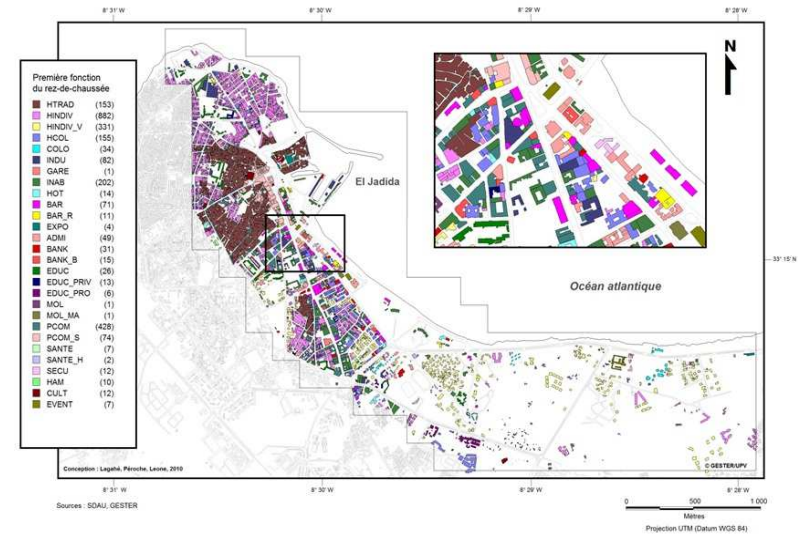 8° 31' W 8° 30' W 8° 29' W 8° 28' W
N
Première fonction
du rez-de-chaussée
HTRAD (153)
HINDIV (882)
HINDIV_V (331)
HCOL (155)
COLO (34)
INDU (82)
GARE (1)
INAB (202)
HOT (14)
BAR (71)
BAR_R (11)
EXPO (4)
ADMI (49)
BANK (31)
BANK_B (15)
EDUC (26)
EDUC_PRIV (13)
EDUC_PRO (6)
MOL (1)
MOL_MA (1)
PCOM (428)
PCOM_S (74)
SANTE (7)
SANTE_H (2)
SECU (12)
HAM (10)
CULT (12)
EVENT (7)
El Jadida
33° 15' N
Océan atlantique
Conception : Lagahé, Péroche, Leone, 2010
© GESTER/UPV
8° 31' W 8° 30' W 8° 29' W 8° 28' W
Sources : SDAU, GESTER
0 500 1 000
Mètres
Projection UTM (Datum WGS 84)